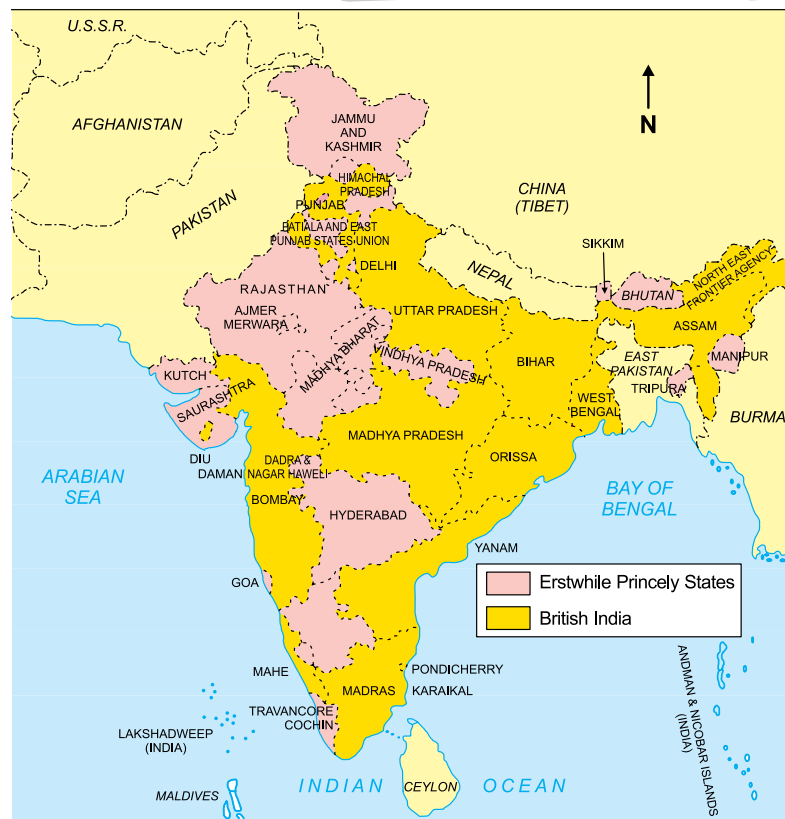 U.S.S.R.
AFGHANISTAN
JAMMU
AND
KASHMIR
N
HIMACHAL
PRADESH
CHINA
(TIBET)
PUNJAB
PAKISTAN
PATIALA AND EAST
PUNJAB STATES UNION
SIKKIM
DELHI
NEPAL
NORTH EAST
FRONTIER AGENCY
BHUTAN
RAJASTHAN
AJMER
MERWARA
UTTAR PRADESH
ASSAM
MADHYA BHARAT
VINDHYA PRADESH
BIHAR
EAST
PAKISTAN
MANIPUR
KUTCH
TRIPURA
SAURASHTRA
WEST
BENGAL
BURMA
MADHYA PRADESH
DIU
DAMAN
DADRA &
NAGAR HAWELI
ORISSA
ARABIAN
SEA
BAY OF
BENGAL
BOMBAY
HYDERABAD
YANAM
GOA
Erstwhile Princely States
British India
MAHE
PONDICHERRY
MADRAS
KARAIKAL
TRAVANCORE
COCHIN
LAKSHADWEEP
(INDIA)
ANDMAN & NICOBAR ISLANDS
(INDIA)
INDIAN OCEAN
CEYLON
MALDIVES